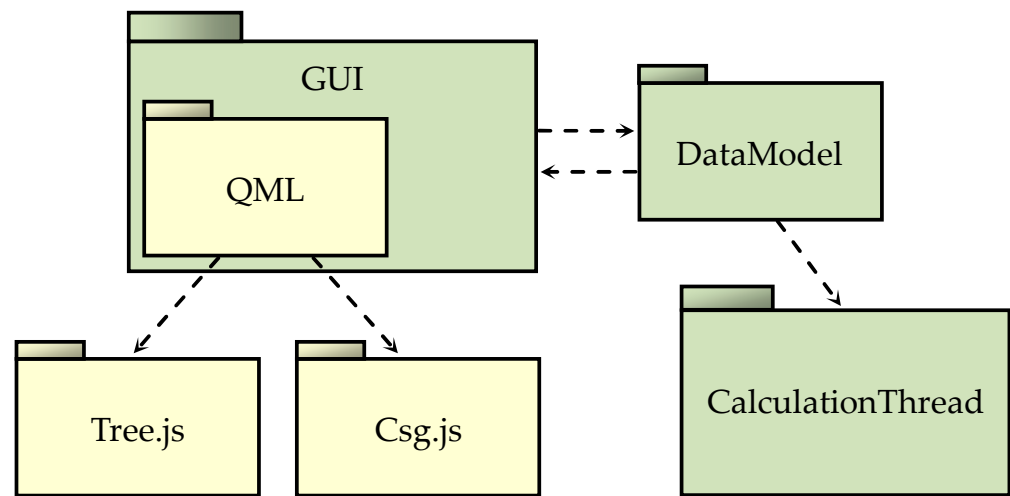 GUI
DataModel
QML
CalculationThread
Tree.js
Csg.js